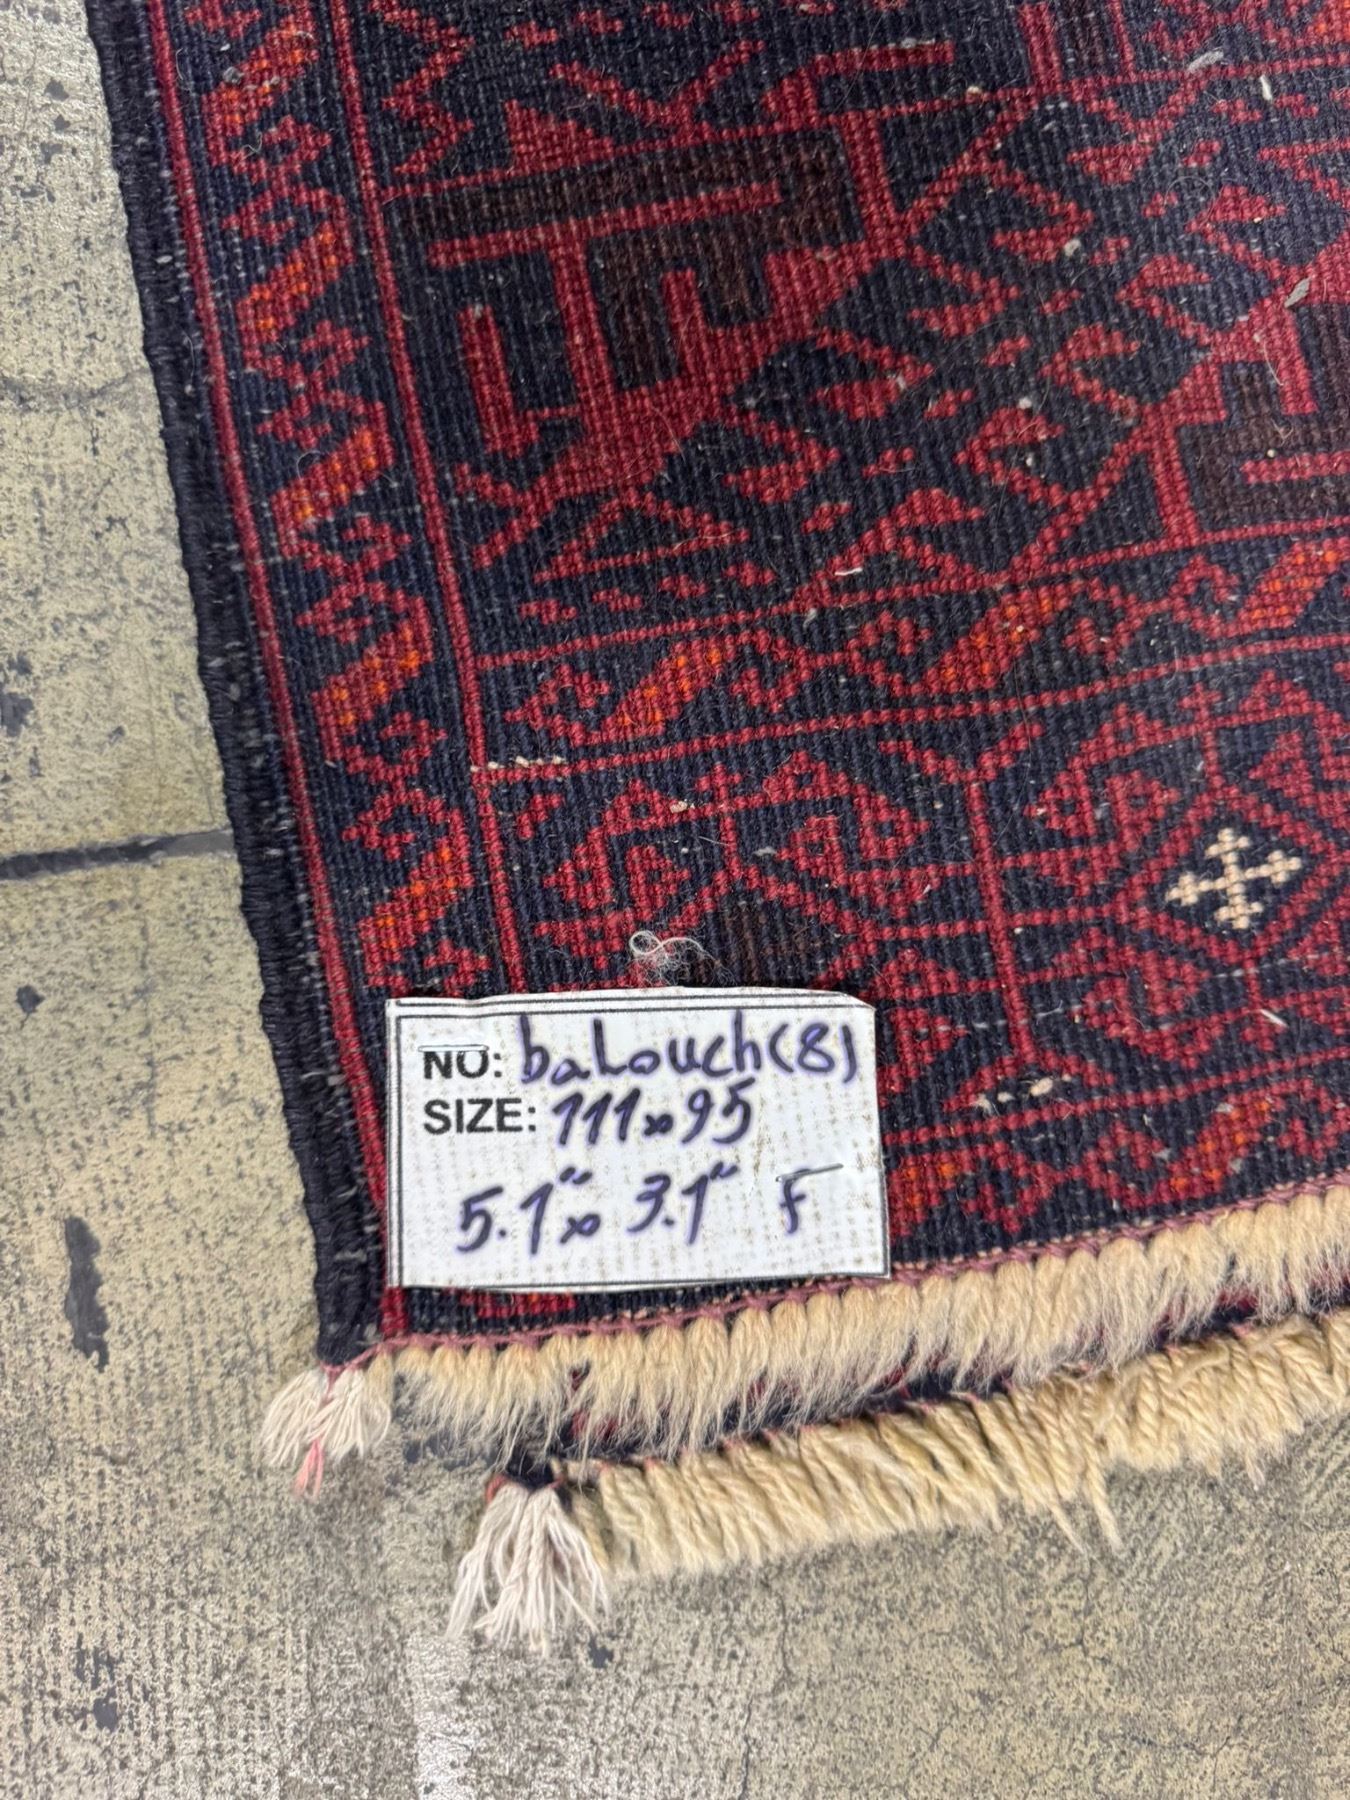 NO: baLouch(8)
SIZE: 111x95
5.1" x 3.1" F